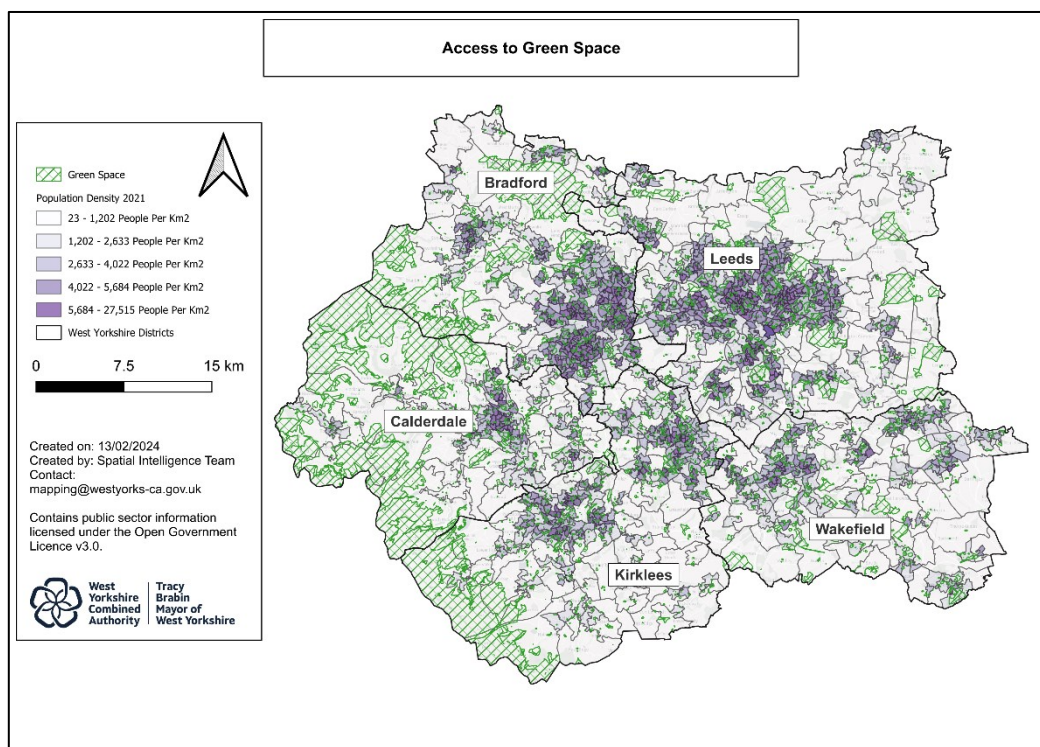 Access to Green Space
Green Space
Population Density 2021
23 - 1,202 People Per Km2
1,202 - 2,633 People Per Km2
2,633 - 4,022 People Per Km2
4,022 - 5,684 People Per Km2
5,684 - 27,515 People Per Km2
West Yorkshire Districts
0 7.5 15 km
Created on: 13/02/2024
Created by: Spatial Intelligence Team
Contact:
mapping@westyorks-ca.gov.uk
Contains public sector information
licensed under the Open Government
Licence v3.0.
West
Yorkshire
Combined
Authority
Tracy
Brabin
Mayor of
West Yorkshire
Bradford
Leeds
Calderdale
Wakefield
Kirklees